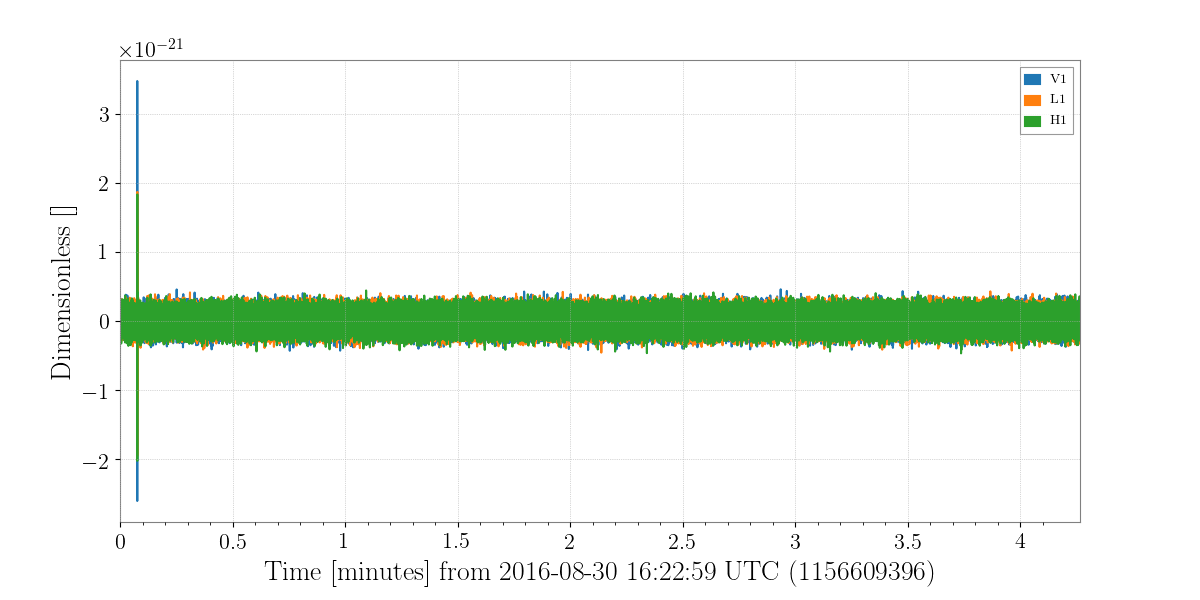 ×10⁻²¹
V1
L1
H1
3
2
1
0
−1
−2
Dimensionless []
0 0.5 1 1.5 2 2.5 3 3.5 4
Time [minutes] from 2016-08-30 16:22:59 UTC (1156609396)